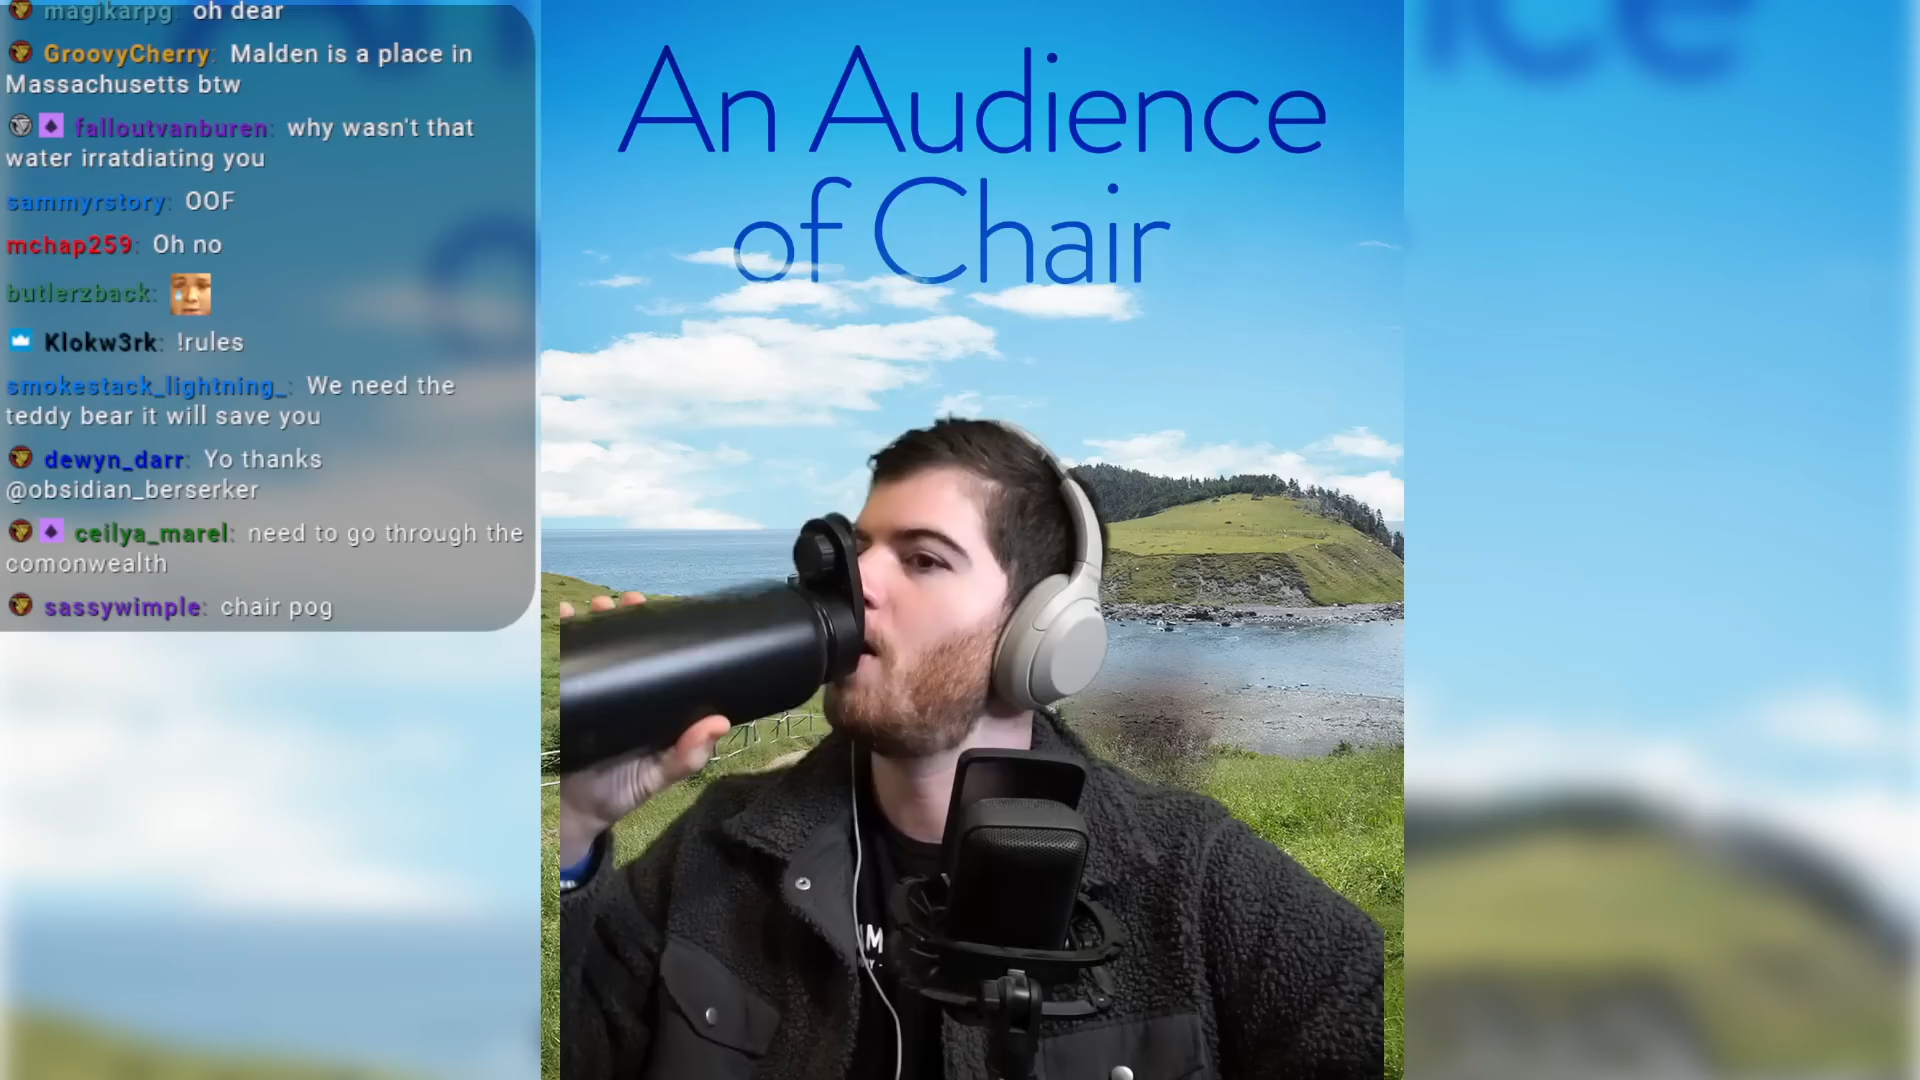 magikarpg: oh dear
GroovyCherry: Malden is a place in
Massachusetts btw
falloutvanburen: why wasn't that
water irratdiating you
sammyrstory: OOF
mchap259: Oh no
butlerzback:
Klokw3rk: !rules
smokestack_lightning_: We need the
teddy bear it will save you
dewyn_darr: Yo thanks
@obsidian_berserker
ceilya_marel: need to go through the
comonwealth
sassywimple: chair pog
An Audience
of Chair